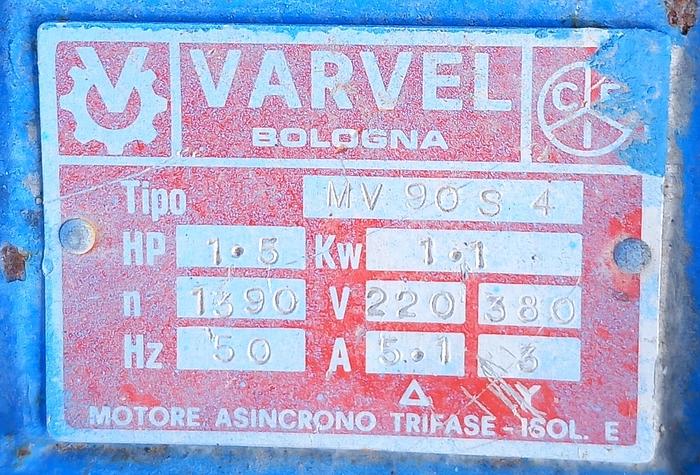 VARVEL
BOLOGNA
Tipo MV 90 S 4
HP 1.5 Kw 1.1
n 1390 V 220 380
Hz 50 A 5.1 3
Δ Y
MOTORE ASINCRONO TRIFASE - ISOL. E